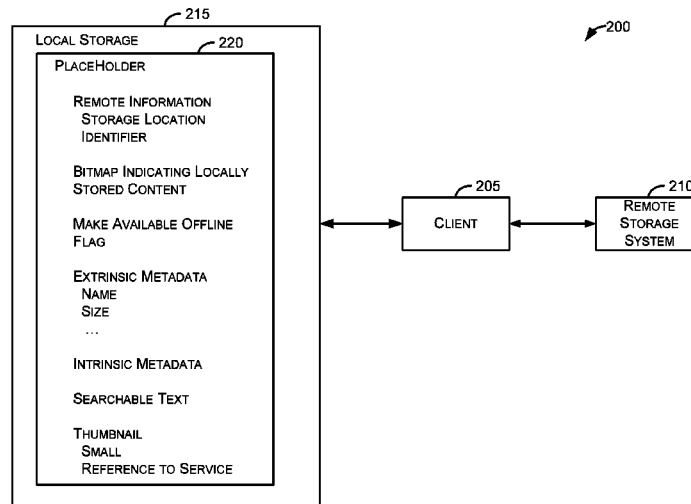 215
200
LOCAL STORAGE
220
PLACEHOLDER
REMOTE INFORMATION
STORAGE LOCATION
IDENTIFIER
BITMAP INDICATING LOCALLY
STORED CONTENT
MAKE AVAILABLE OFFLINE
FLAG
EXTRINSIC METADATA
NAME
SIZE
...
INTRINSIC METADATA
SEARCHABLE TEXT
THUMBNAIL
SMALL
REFERENCE TO SERVICE
205
CLIENT
210
REMOTE
STORAGE
SYSTEM